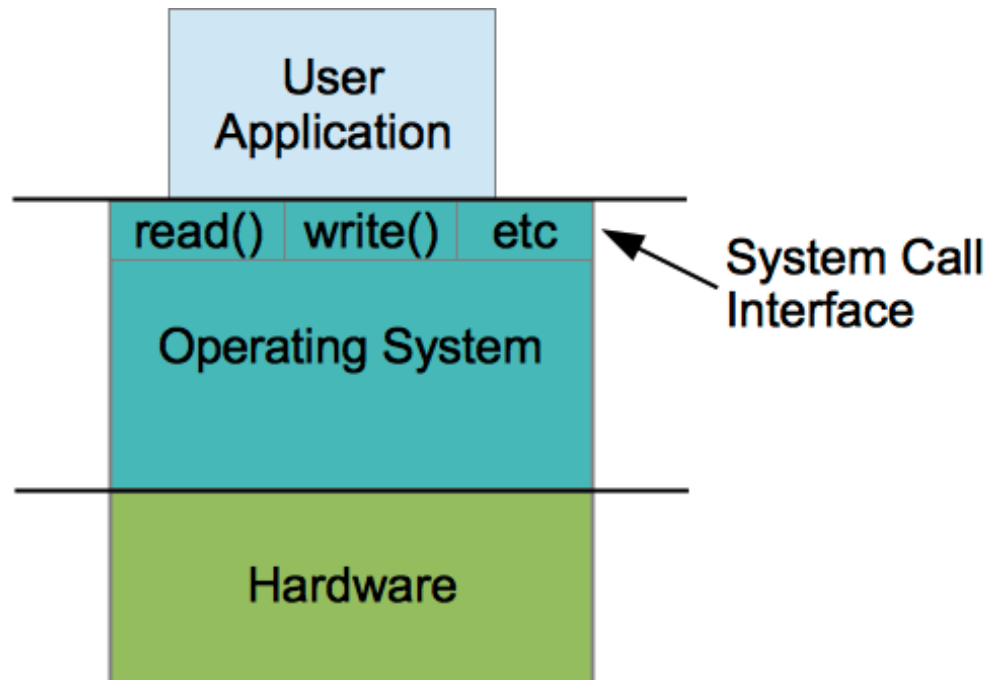 User
Application
read() write() etc
System Call
Interface
Operating System
Hardware